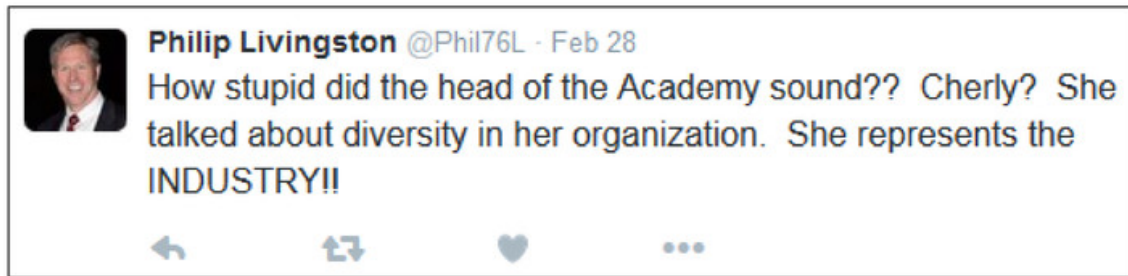 Philip Livingston @Phil76L · Feb 28
How stupid did the head of the Academy sound??  Cherly?  She
talked about diversity in her organization.  She represents the
INDUSTRY!!